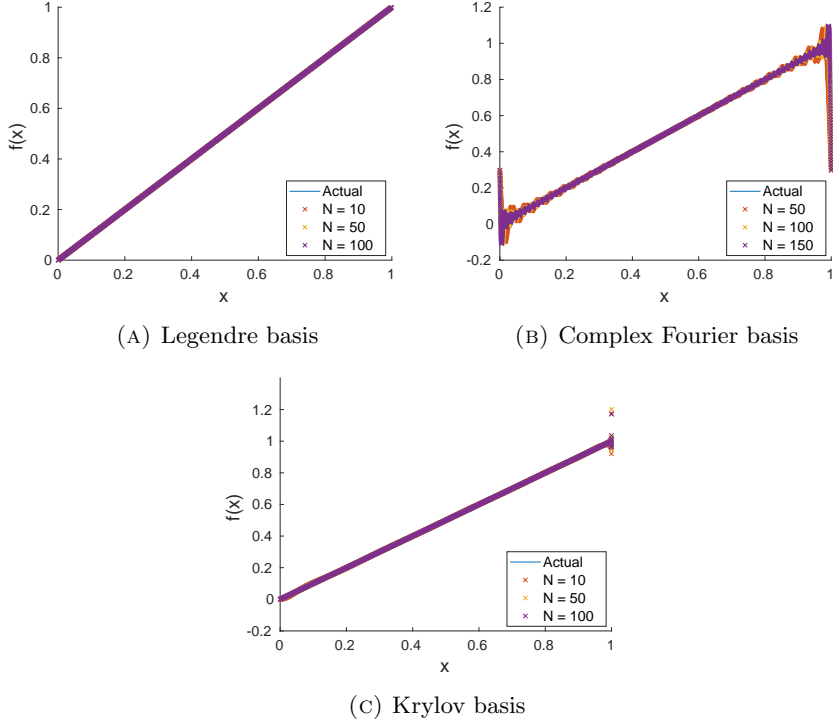 1
0.8
0.6
0.4
0.2
0
f(x)
0 0.2 0.4 0.6 0.8 1
x
Actual
N = 10
N = 50
N = 100
(A) Legendre basis
1.2
1
0.8
0.6
0.4
0.2
0
-0.2
f(x)
0 0.2 0.4 0.6 0.8 1
x
Actual
N = 50
N = 100
N = 150
(B) Complex Fourier basis
1.2
1
0.8
0.6
0.4
0.2
0
-0.2
f(x)
0 0.2 0.4 0.6 0.8 1
x
Actual
N = 10
N = 50
N = 100
(C) Krylov basis